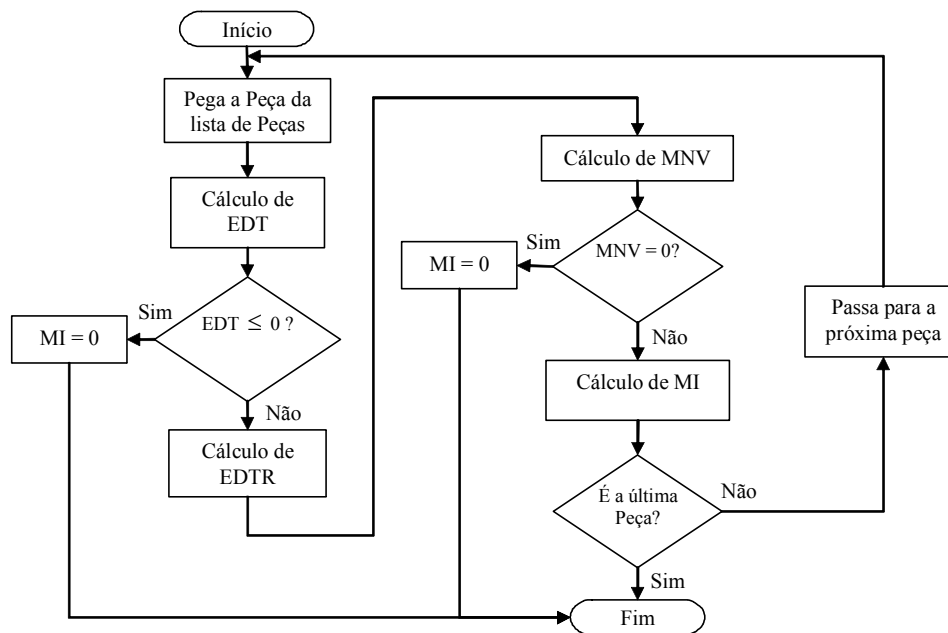 Início
Pega a Peça da
lista de Peças
Cálculo de
EDT
EDT ≤ 0 ?
Sim
MI = 0
Não
Cálculo de
EDTR
Cálculo de MNV
MNV = 0?
Sim
MI = 0
Não
Cálculo de MI
É a última
Peça?
Não
Passa para a
próxima peça
Sim
Fim